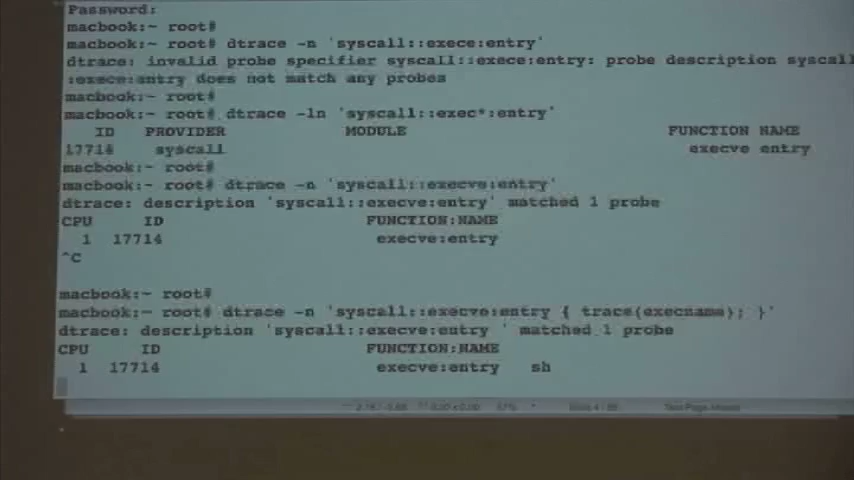 Password:
macbook:~ root#
macbook:~ root# dtrace -n 'syscall::exece:entry'
dtrace: invalid probe specifier syscall::exece:entry: probe description syscall
:exece:entry does not match any probes
macbook:~ root#
macbook:~ root# dtrace -ln 'syscall::exec*:entry'
ID PROVIDER MODULE FUNCTION NAME
17714 syscall execve entry
macbook:~ root#
macbook:~ root# dtrace -n 'syscall::execve:entry'
dtrace: description 'syscall::execve:entry' matched 1 probe
CPU ID FUNCTION:NAME
1 17714 execve:entry
^C
macbook:~ root#
macbook:~ root# dtrace -n 'syscall::execve:entry { trace(execname); }'
dtrace: description 'syscall::execve:entry ' matched 1 probe
CPU ID FUNCTION:NAME
1 17714 execve:entry sh